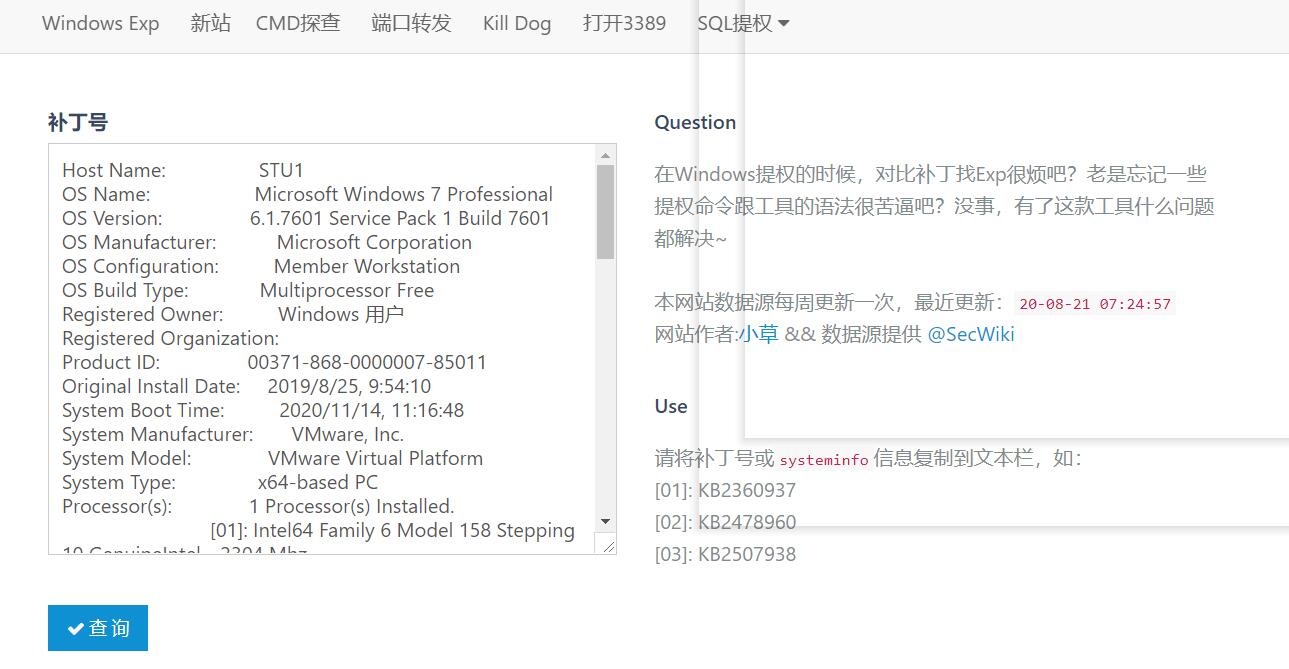 Windows Exp 新站 CMD探查 端口转发 Kill Dog 打开3389 SQL提权
补丁号
Host Name: STU1
OS Name: Microsoft Windows 7 Professional
OS Version: 6.1.7601 Service Pack 1 Build 7601
OS Manufacturer: Microsoft Corporation
OS Configuration: Member Workstation
OS Build Type: Multiprocessor Free
Registered Owner: Windows 用户
Registered Organization:
Product ID: 00371-868-0000007-85011
Original Install Date: 2019/8/25, 9:54:10
System Boot Time: 2020/11/14, 11:16:48
System Manufacturer: VMware, Inc.
System Model: VMware Virtual Platform
System Type: x64-based PC
Processor(s): 1 Processor(s) Installed.
[01]: Intel64 Family 6 Model 158 Stepping
10 GenuineIntel ~2304 Mhz
查询
Question
在Windows提权的时候，对比补丁找Exp很烦吧？老是忘记一些
提权命令跟工具的语法很苦逼吧？没事，有了这款工具什么问题
都解决~
本网站数据源每周更新一次，最近更新： 20-08-21 07:24:57
网站作者:小草 && 数据源提供 @SecWiki
Use
请将补丁号或 systeminfo 信息复制到文本栏，如：
[01]: KB2360937
[02]: KB2478960
[03]: KB2507938